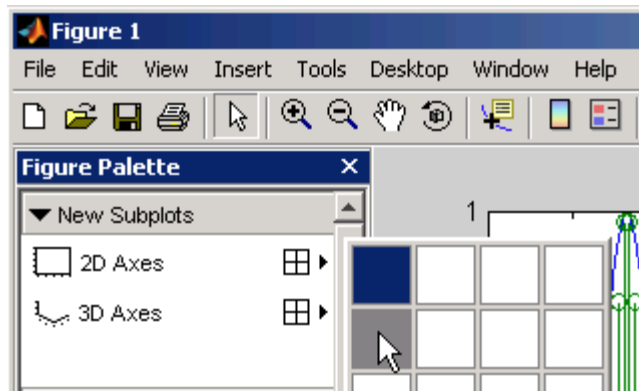 Figure 1
File Edit View Insert Tools Desktop Window Help
Figure Palette
New Subplots
1
2D Axes
3D Axes